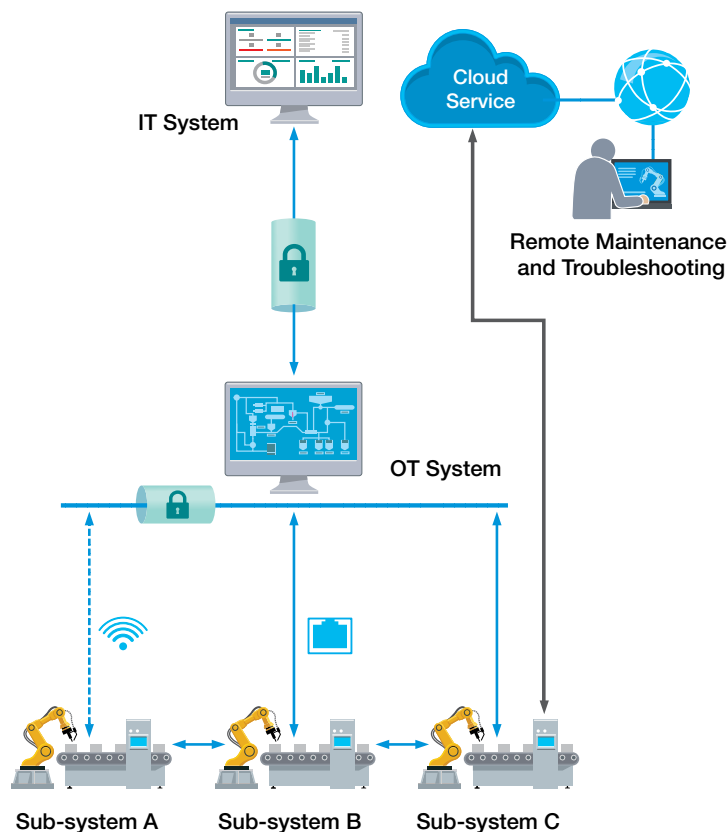 IT System
Cloud
Service
Remote Maintenance
and Troubleshooting
OT System
Sub-system A
Sub-system B
Sub-system C